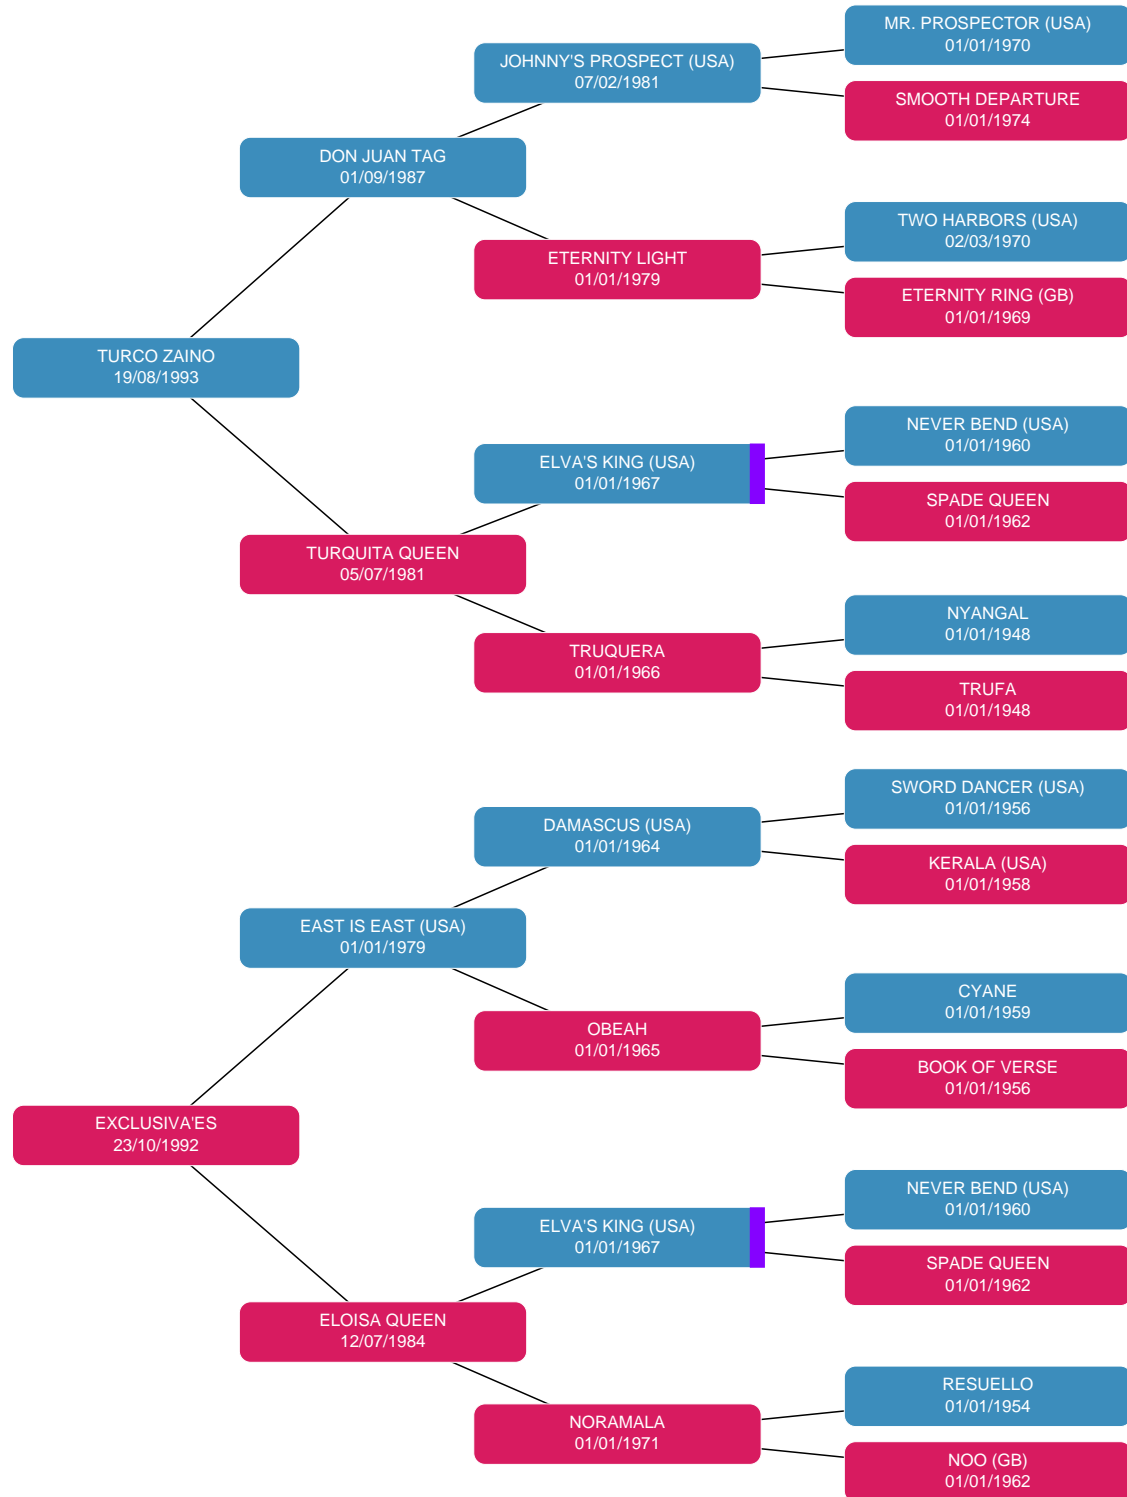 MR. PROSPECTOR (USA)
01/01/1970
JOHNNY'S PROSPECT (USA)
07/02/1981
SMOOTH DEPARTURE
01/01/1974
DON JUAN TAG
01/09/1987
TWO HARBORS (USA)
02/03/1970
ETERNITY LIGHT
01/01/1979
ETERNITY RING (GB)
01/01/1969
TURCO ZAINO
19/08/1993
NEVER BEND (USA)
01/01/1960
ELVA'S KING (USA)
01/01/1967
SPADE QUEEN
01/01/1962
TURQUITA QUEEN
05/07/1981
NYANGAL
01/01/1948
TRUQUERA
01/01/1966
TRUFA
01/01/1948
SWORD DANCER (USA)
01/01/1956
DAMASCUS (USA)
01/01/1964
KERALA (USA)
01/01/1958
EAST IS EAST (USA)
01/01/1979
CYANE
01/01/1959
OBEAH
01/01/1965
BOOK OF VERSE
01/01/1956
EXCLUSIVA'ES
23/10/1992
NEVER BEND (USA)
01/01/1960
ELVA'S KING (USA)
01/01/1967
SPADE QUEEN
01/01/1962
ELOISA QUEEN
12/07/1984
RESUELLO
01/01/1954
NORAMALA
01/01/1971
NOO (GB)
01/01/1962